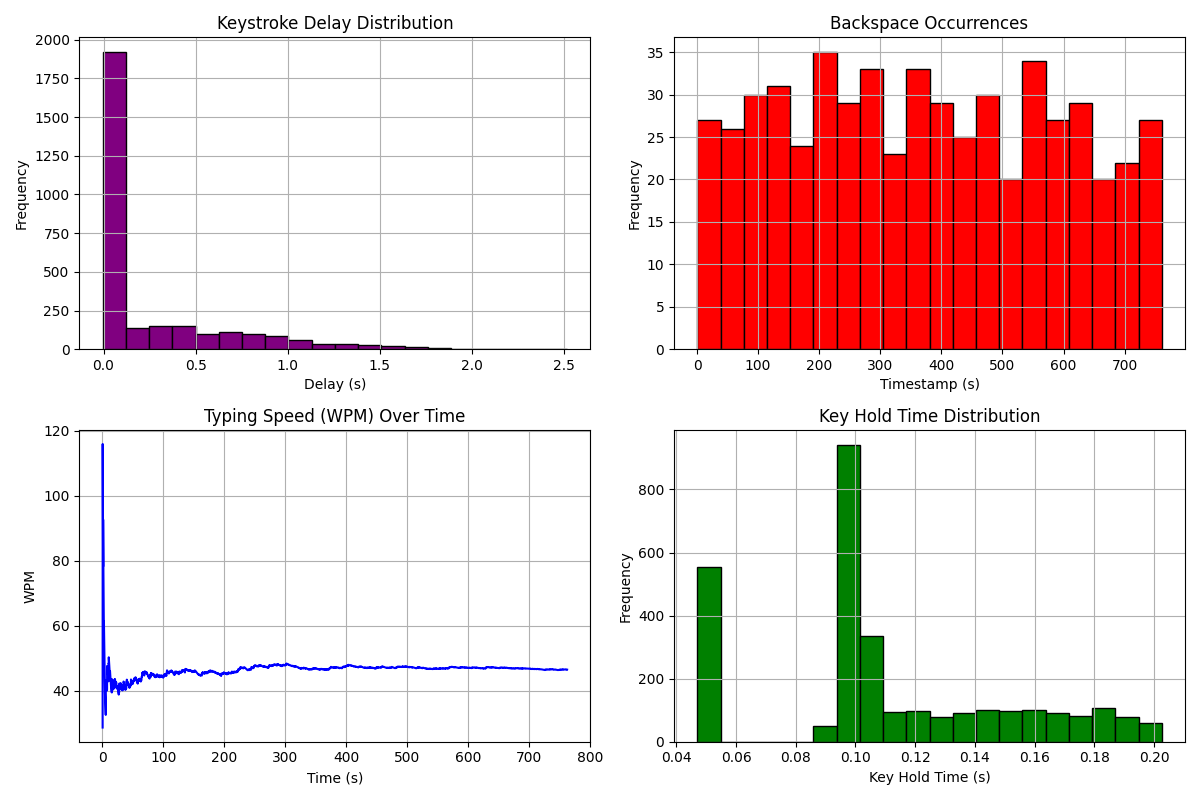 Keystroke Delay Distribution
Frequency
2000
1750
1500
1250
1000
750
500
250
0
0.0 0.5 1.0 1.5 2.0 2.5
Delay (s)
Backspace Occurrences
Frequency
35
30
25
20
15
10
5
0
0 100 200 300 400 500 600 700
Timestamp (s)
Typing Speed (WPM) Over Time
WPM
120
100
80
60
40
0 100 200 300 400 500 600 700 800
Time (s)
Key Hold Time Distribution
Frequency
800
600
400
200
0
0.04 0.06 0.08 0.10 0.12 0.14 0.16 0.18 0.20
Key Hold Time (s)